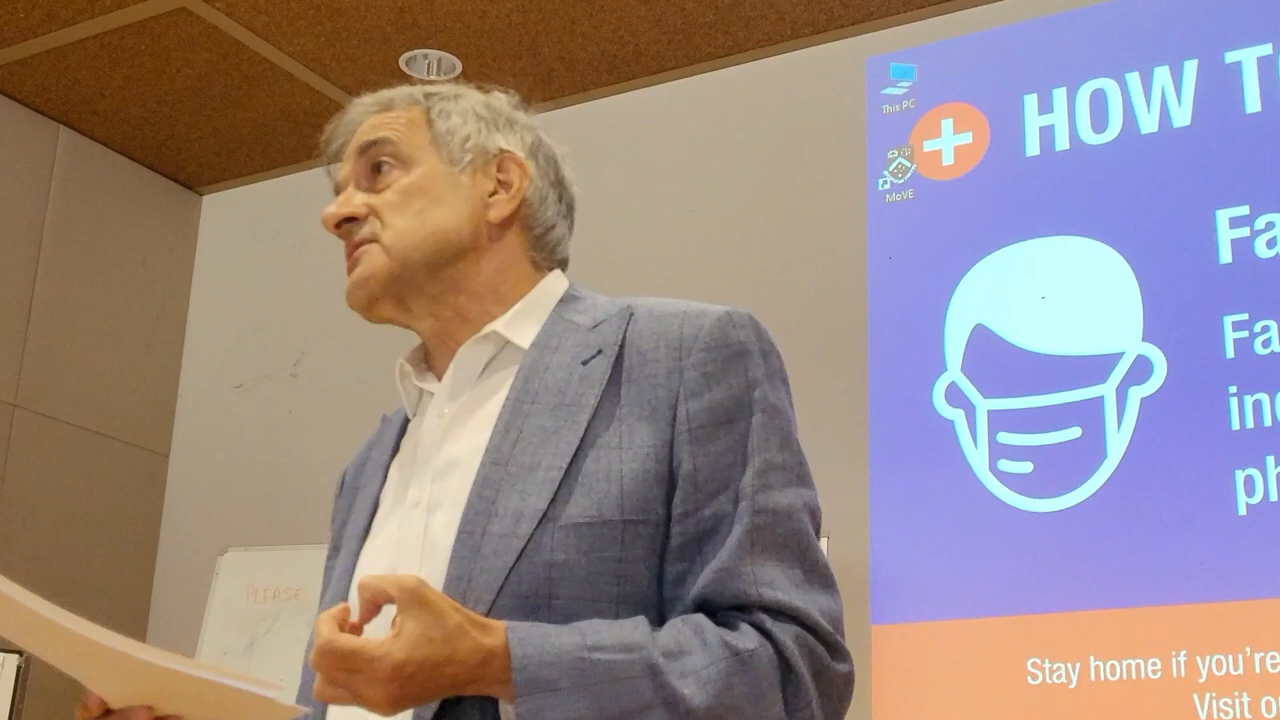 This PC
MoVE
HOW T
Fa
Fa
inc
ph
Stay home if you're
Visit o
PLEASE